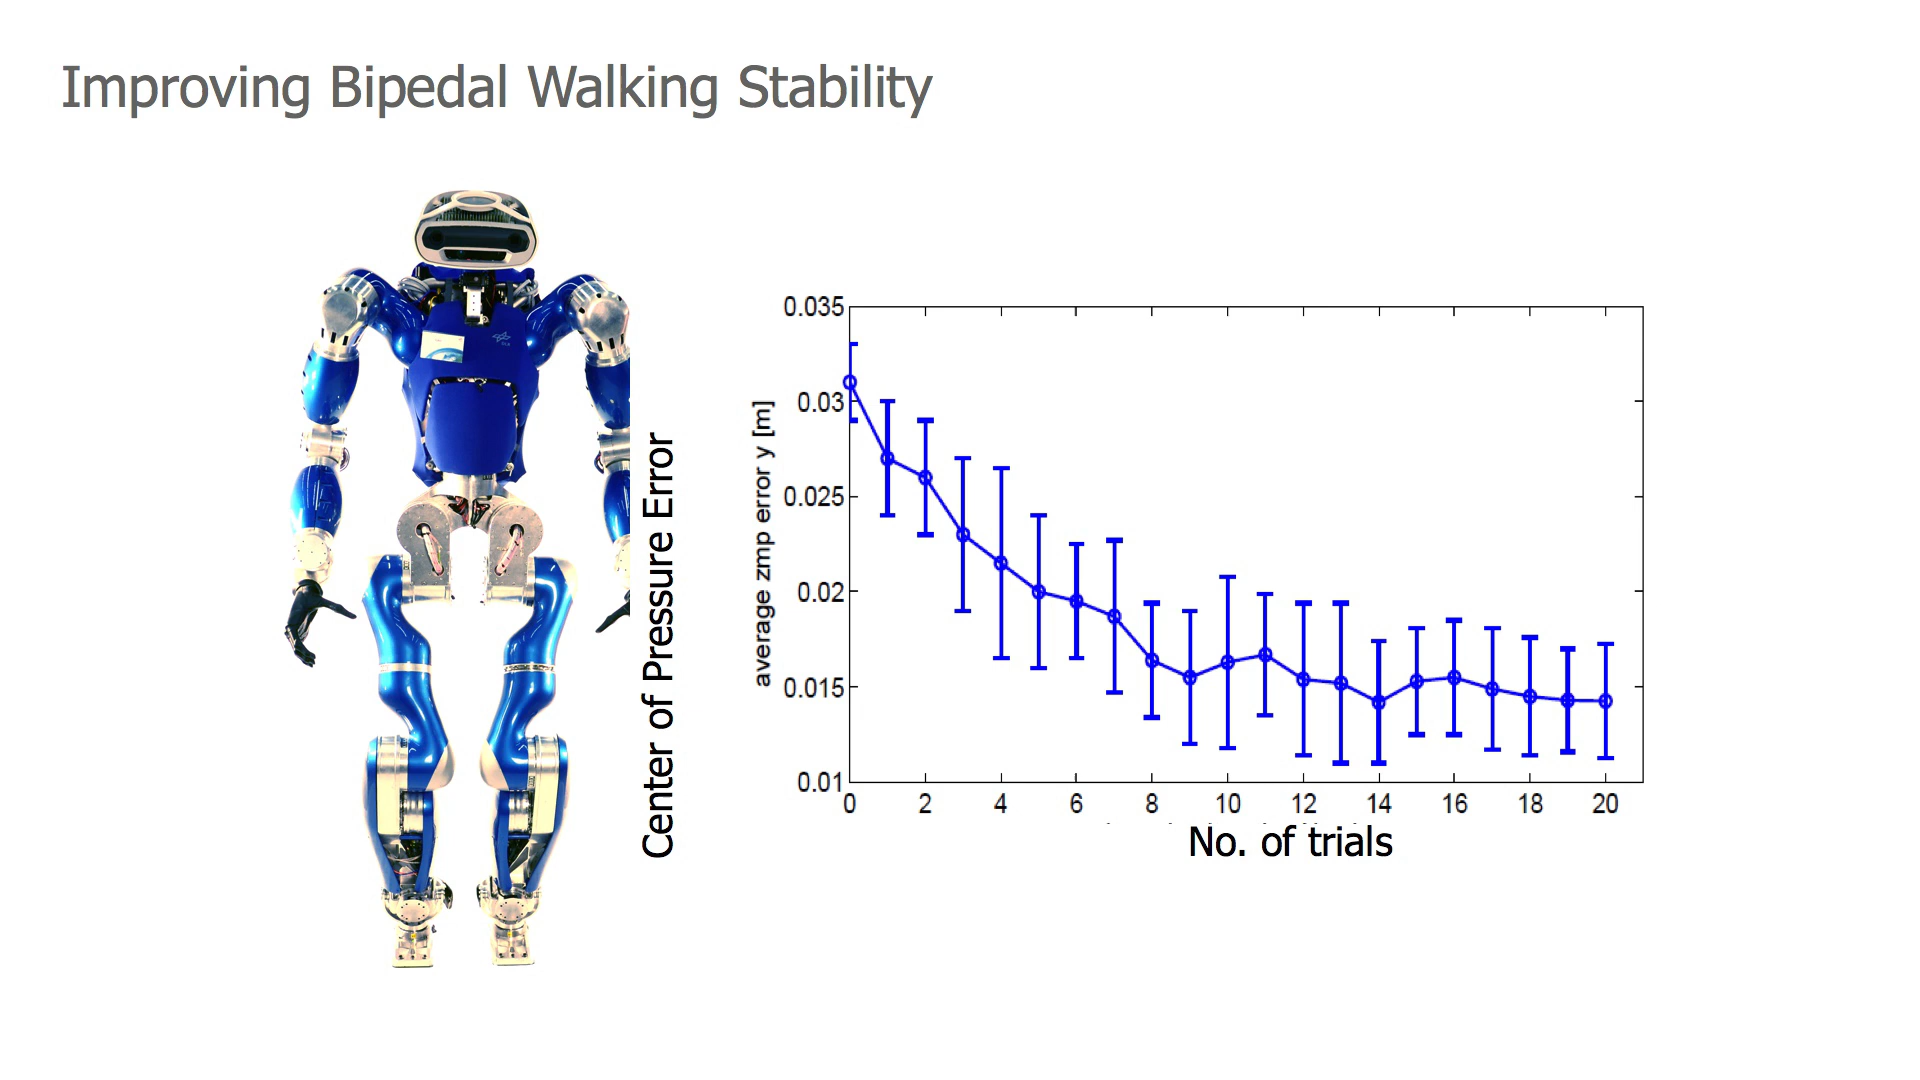 Improving Bipedal Walking Stability
Center of Pressure Error
average zmp error y [m]
0.035
0.03
0.025
0.02
0.015
0.01
0 2 4 6 8 10 12 14 16 18 20
No. of trials